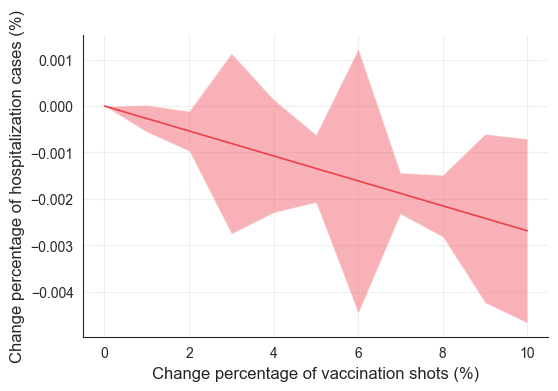 Change percentage of hospitalization cases (%)
0.001
0.000
−0.001
−0.002
−0.003
−0.004
0 2 4 6 8 10
Change percentage of vaccination shots (%)